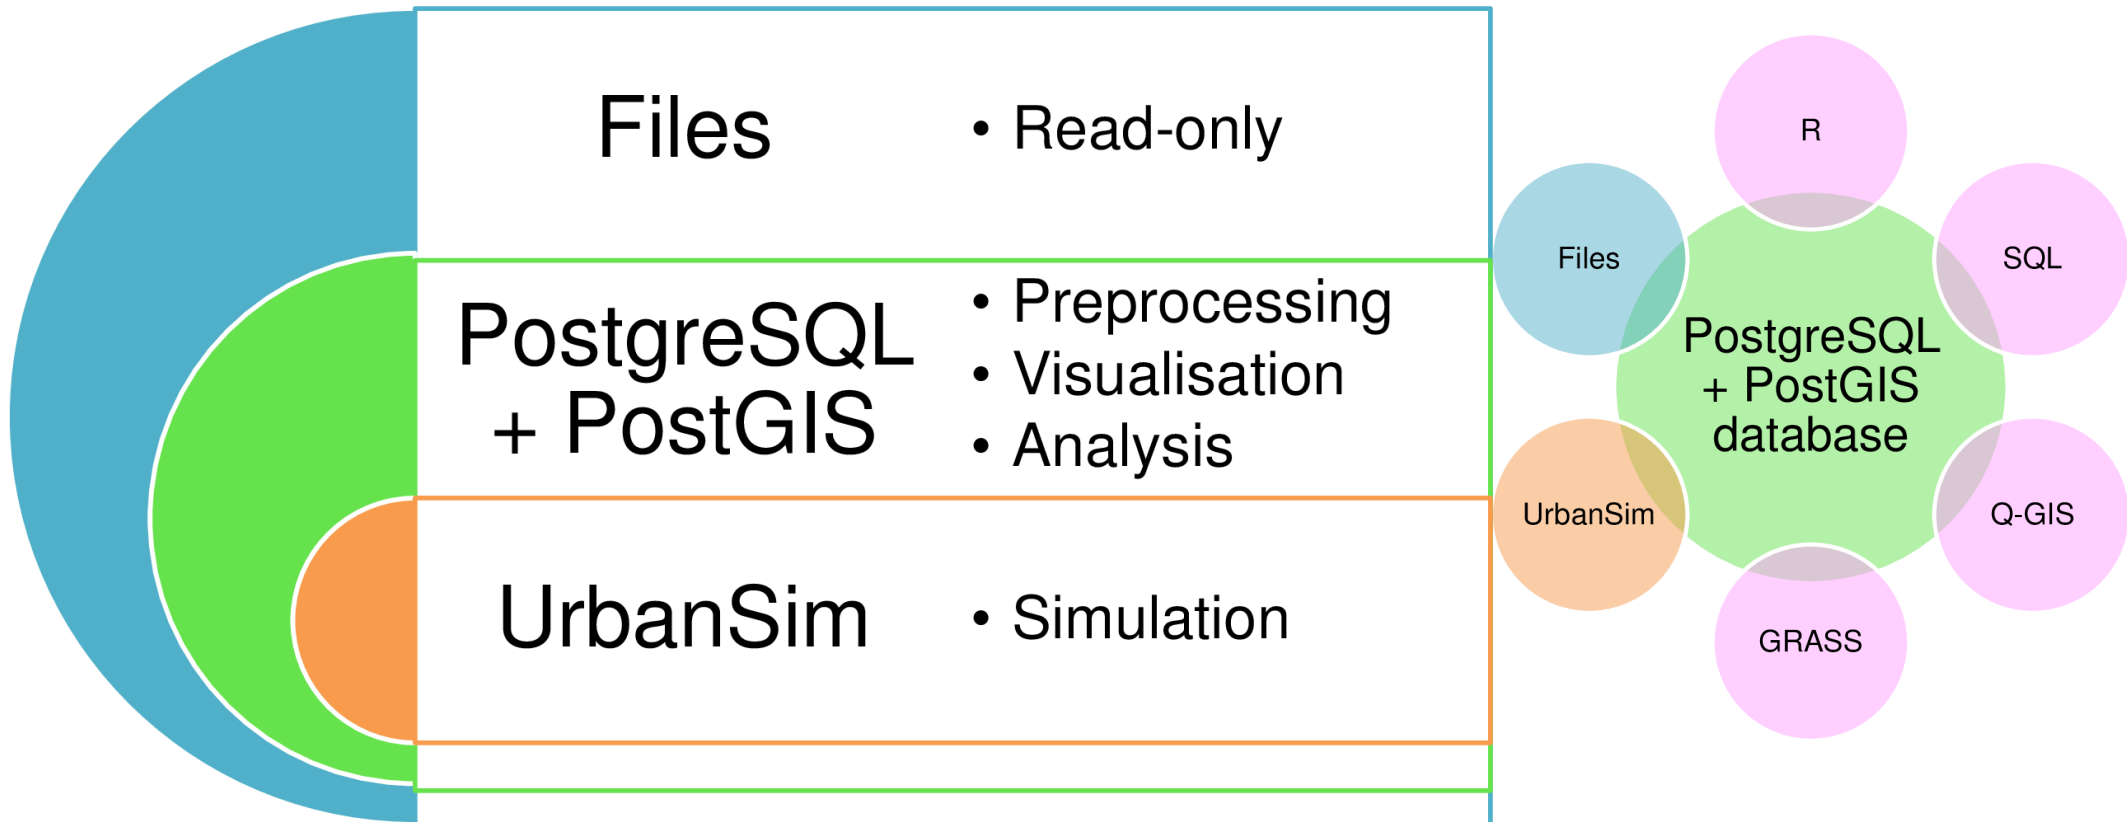 Files
• Read-only
PostgreSQL
+ PostGIS
• Preprocessing
• Visualisation
• Analysis
UrbanSim
• Simulation
R
Files
SQL
PostgreSQL
+ PostGIS
database
UrbanSim
Q-GIS
GRASS